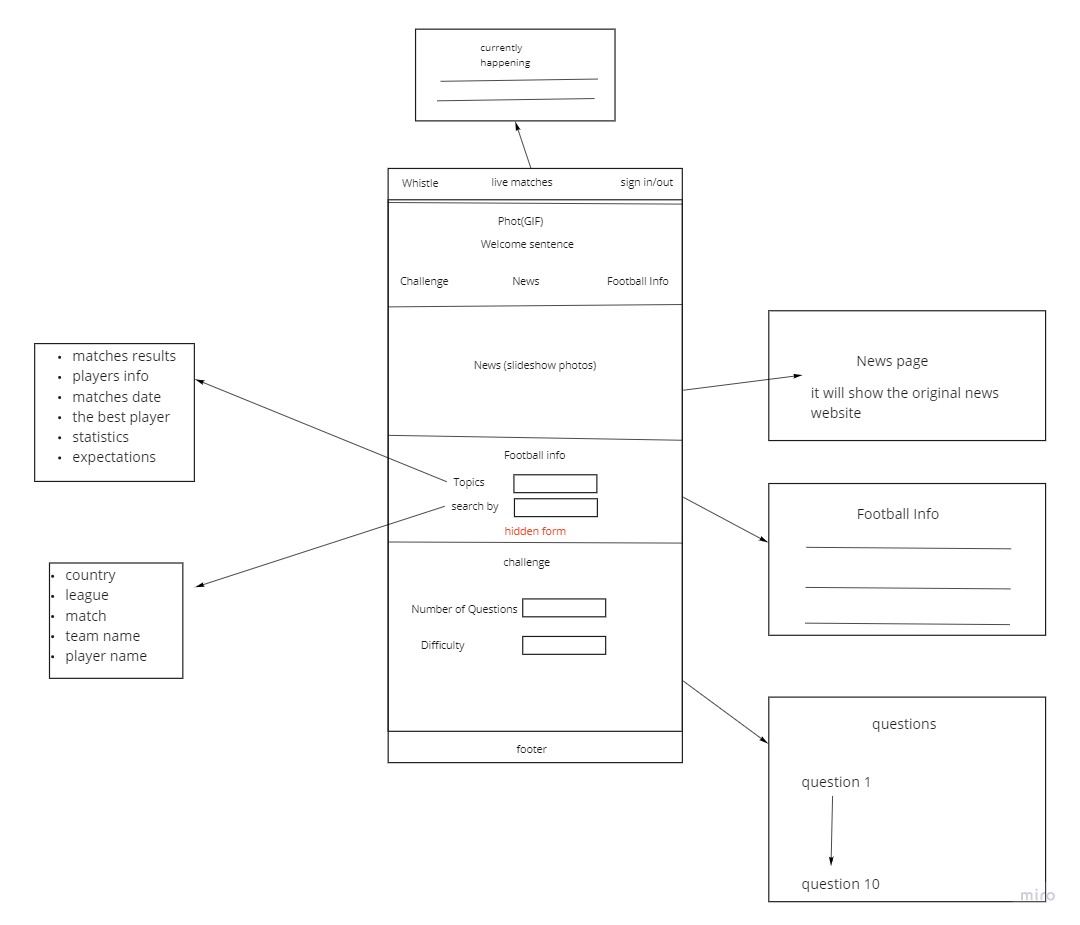 currently
happening
Whistle live matches sign in/out
Phot(GIF)
Welcome sentence
Challenge News Football Info
News (slideshow photos)
Football info
Topics
search by
hidden form
challenge
Number of Questions
Difficulty
footer
• matches results
• players info
• matches date
• the best player
• statistics
• expectations
• country
• league
• match
• team name
• player name
News page
it will show the original news
website
Football Info
questions
question 1
question 10
miro